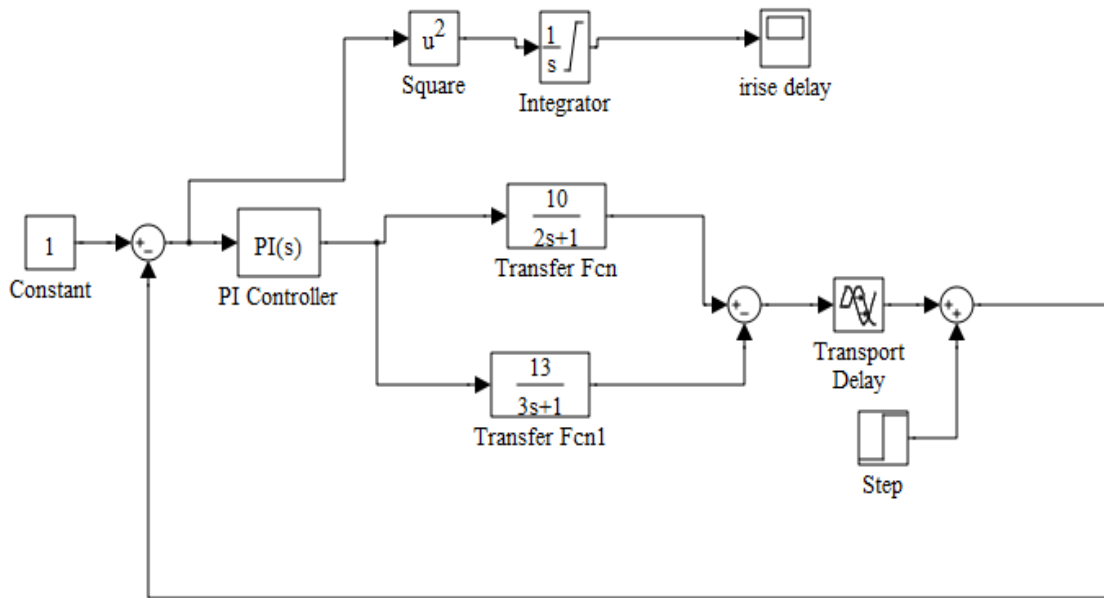 u²
Square
1
s
Integrator
irise delay
1
Constant
+
−
PI(s)
PI Controller
10
2s+1
Transfer Fcn
13
3s+1
Transfer Fcn1
+
−
Transport
Delay
+
+
Step